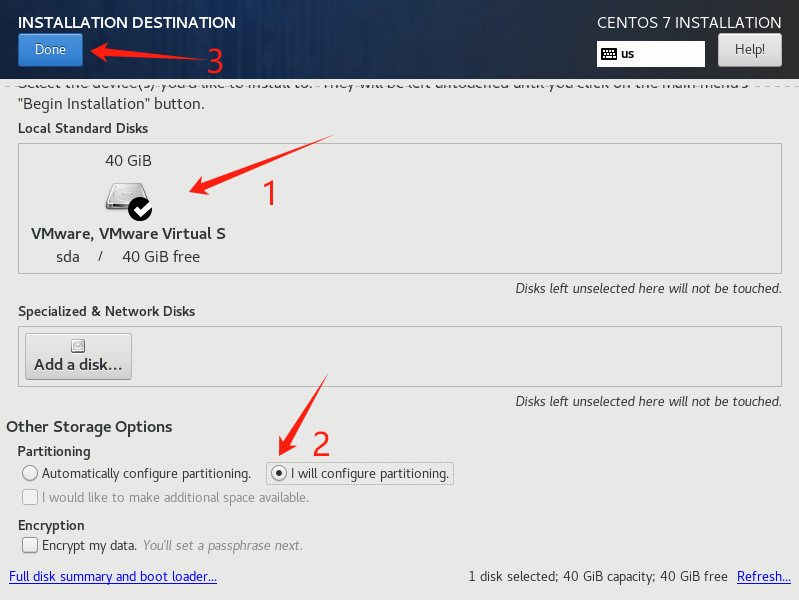 INSTALLATION DESTINATION
CENTOS 7 INSTALLATION
Done
3
us
Help!
Select the device(s) you'd like to install to. They will be left untouched until you click on the main menu's
"Begin Installation" button.
Local Standard Disks
40 GiB
1
VMware, VMware Virtual S
sda / 40 GiB free
Disks left unselected here will not be touched.
Specialized & Network Disks
Add a disk...
Disks left unselected here will not be touched.
Other Storage Options
2
Partitioning
Automatically configure partitioning. I will configure partitioning.
I would like to make additional space available.
Encryption
Encrypt my data. You'll set a passphrase next.
Full disk summary and boot loader... 1 disk selected; 40 GiB capacity; 40 GiB free Refresh...